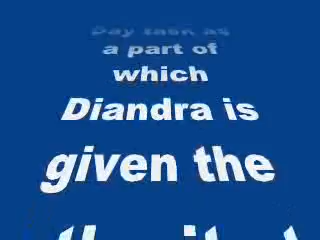 Day task as
a part of
which
Diandra is
given the